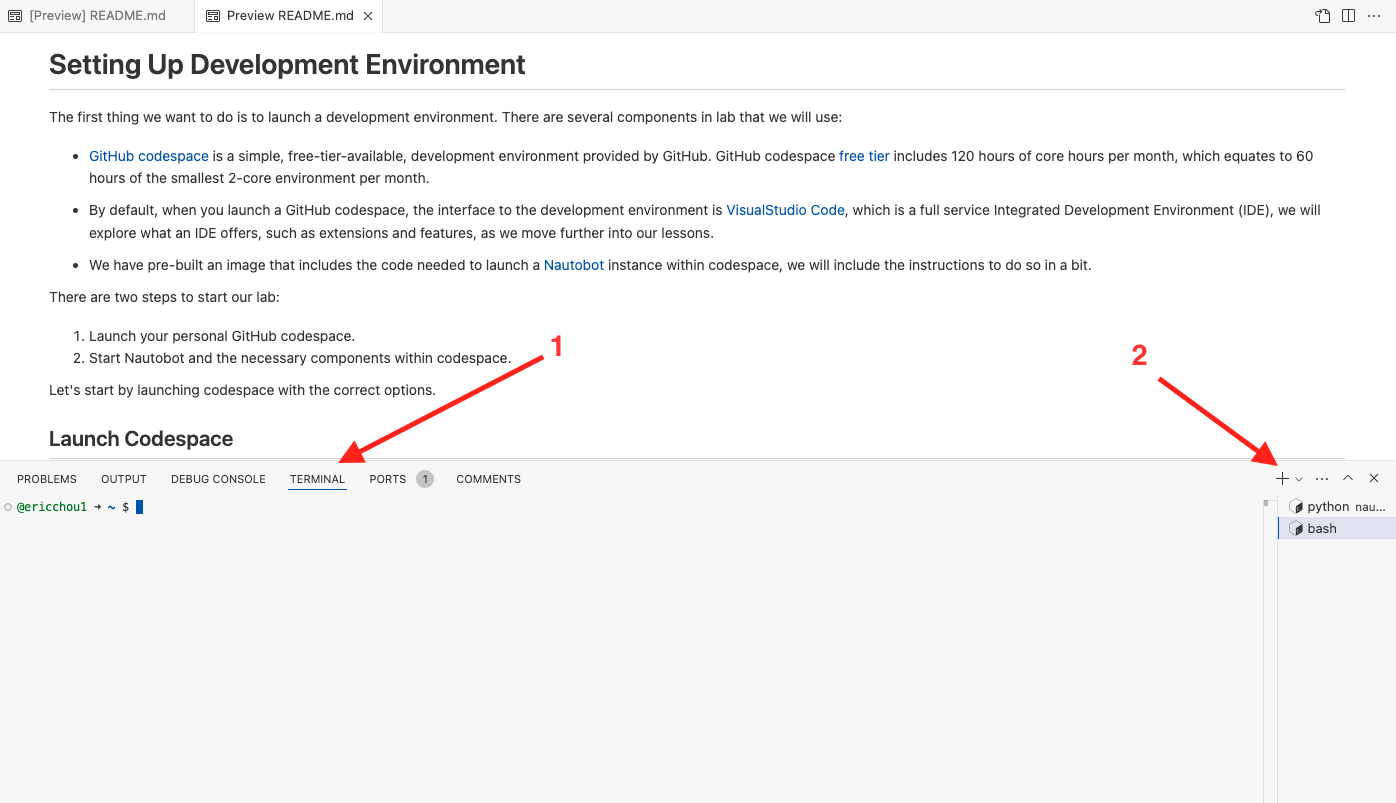 [Preview] README.md
Preview README.md
Setting Up Development Environment
The first thing we want to do is to launch a development environment. There are several components in lab that we will use:
• GitHub codespace is a simple, free-tier-available, development environment provided by GitHub. GitHub codespace free tier includes 120 hours of core hours per month, which equates to 60
hours of the smallest 2-core environment per month.
• By default, when you launch a GitHub codespace, the interface to the development environment is VisualStudio Code, which is a full service Integrated Development Environment (IDE), we will
explore what an IDE offers, such as extensions and features, as we move further into our lessons.
• We have pre-built an image that includes the code needed to launch a Nautobot instance within codespace, we will include the instructions to do so in a bit.
There are two steps to start our lab:
1. Launch your personal GitHub codespace.
2. Start Nautobot and the necessary components within codespace.
1
2
Let's start by launching codespace with the correct options.
Launch Codespace
PROBLEMS OUTPUT DEBUG CONSOLE TERMINAL PORTS 1 COMMENTS
@ericchou1 → ~ $
python nau...
bash